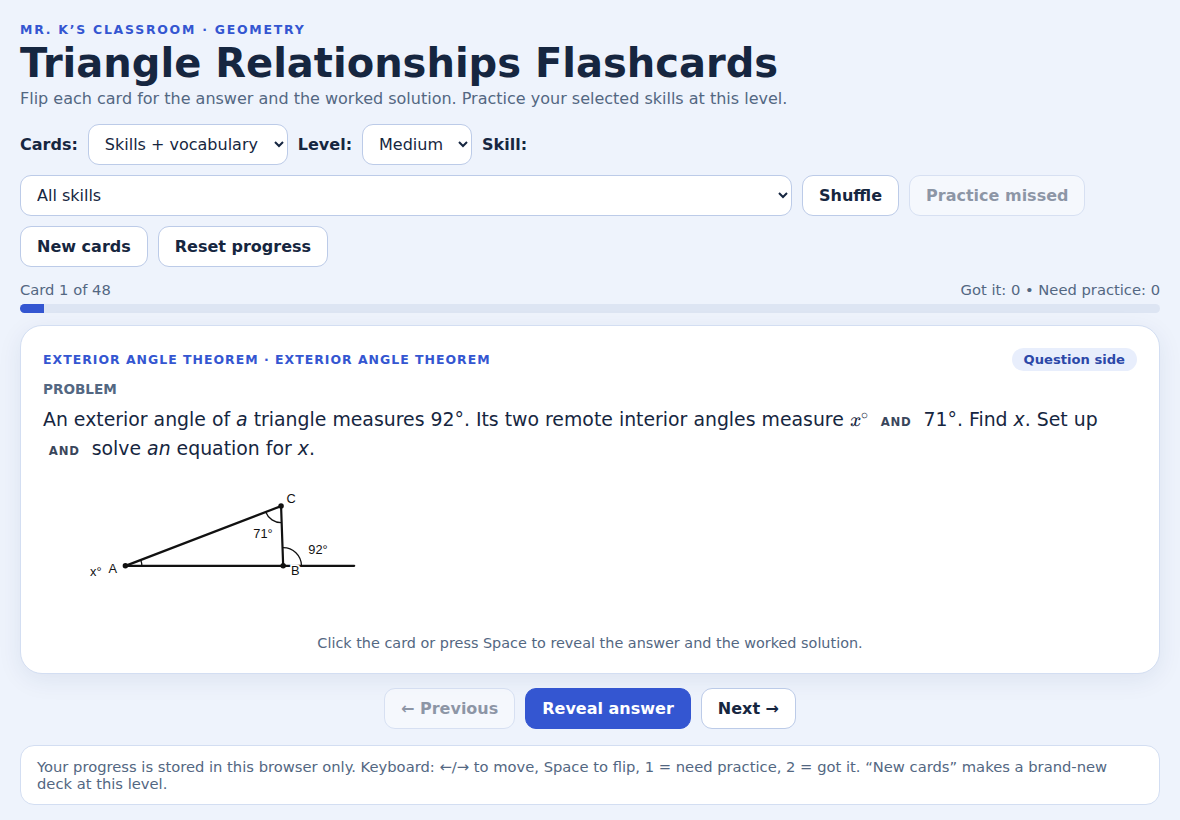 MR. K’S CLASSROOM · GEOMETRY
Triangle Relationships Flashcards
Flip each card for the answer and the worked solution. Practice your selected skills at this level.
Cards: Skills + vocabulary Level: Medium Skill:
All skills Shuffle Practice missed
New cards Reset progress
Card 1 of 48 Got it: 0 • Need practice: 0
EXTERIOR ANGLE THEOREM · EXTERIOR ANGLE THEOREM Question side
PROBLEM
An exterior angle of a triangle measures 92°. Its two remote interior angles measure x° AND 71°. Find x. Set up
AND solve an equation for x.
C
71°
92°
x° A B
Click the card or press Space to reveal the answer and the worked solution.
← Previous Reveal answer Next →
Your progress is stored in this browser only. Keyboard: ←/→ to move, Space to flip, 1 = need practice, 2 = got it. “New cards” makes a brand-new
deck at this level.